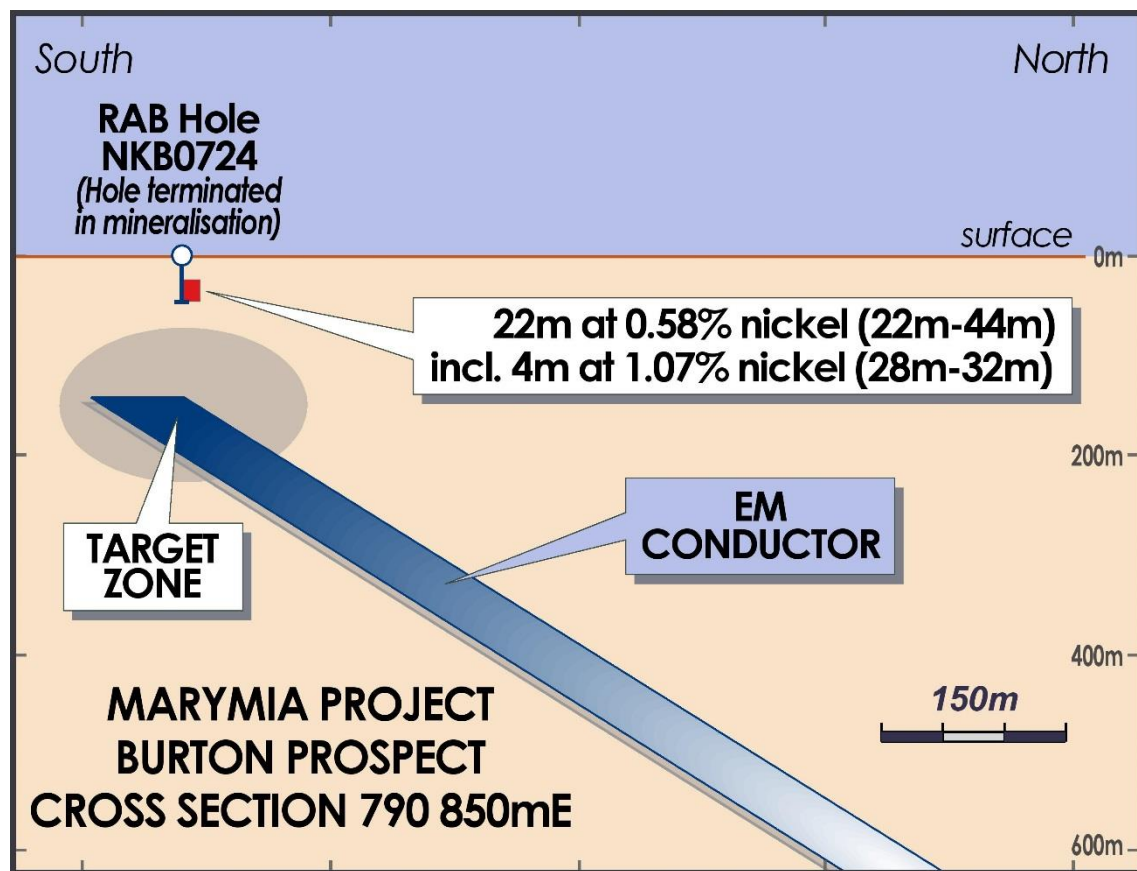 South
North
RAB Hole
NKB0724
(Hole terminated
in mineralisation)
surface
0m
22m at 0.58% nickel (22m-44m)
incl. 4m at 1.07% nickel (28m-32m)
200m
TARGET
ZONE
EM
CONDUCTOR
400m
MARYMIA PROJECT
BURTON PROSPECT
CROSS SECTION 790 850mE
150m
600m